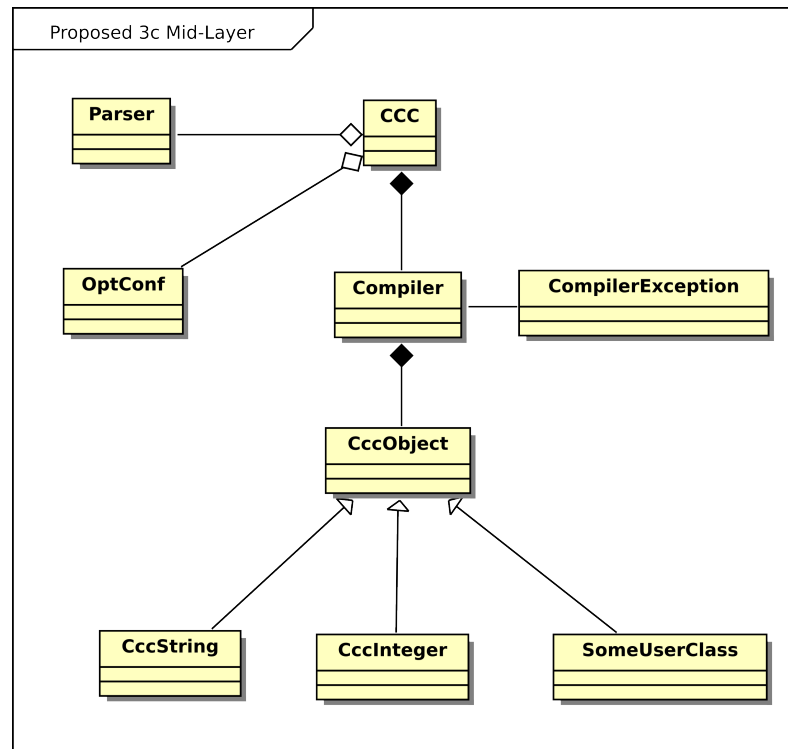 Proposed 3c Mid-Layer
Parser
CCC
OptConf
Compiler
CompilerException
CccObject
CccString
CccInteger
SomeUserClass